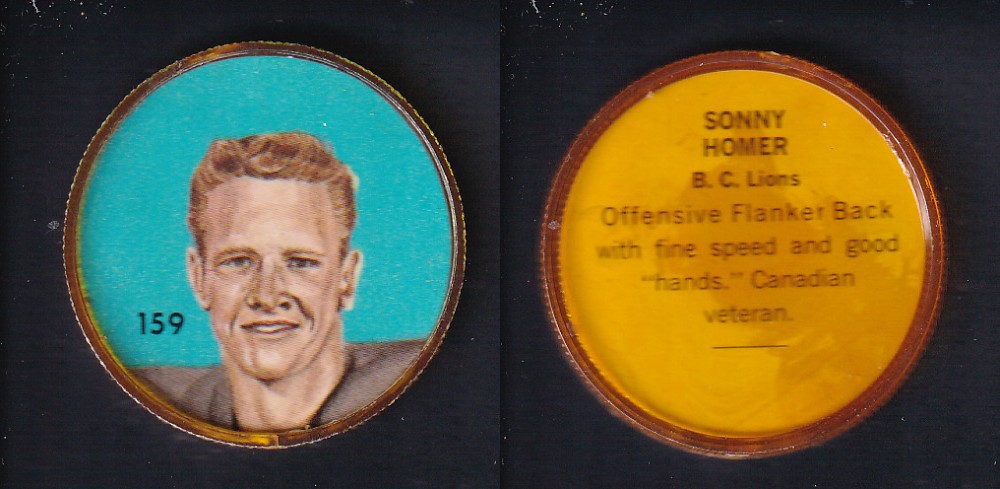 159
SONNY
HOMER
B. C. Lions
Offensive Flanker Back
with fine speed and good
"hands." Canadian
veteran.